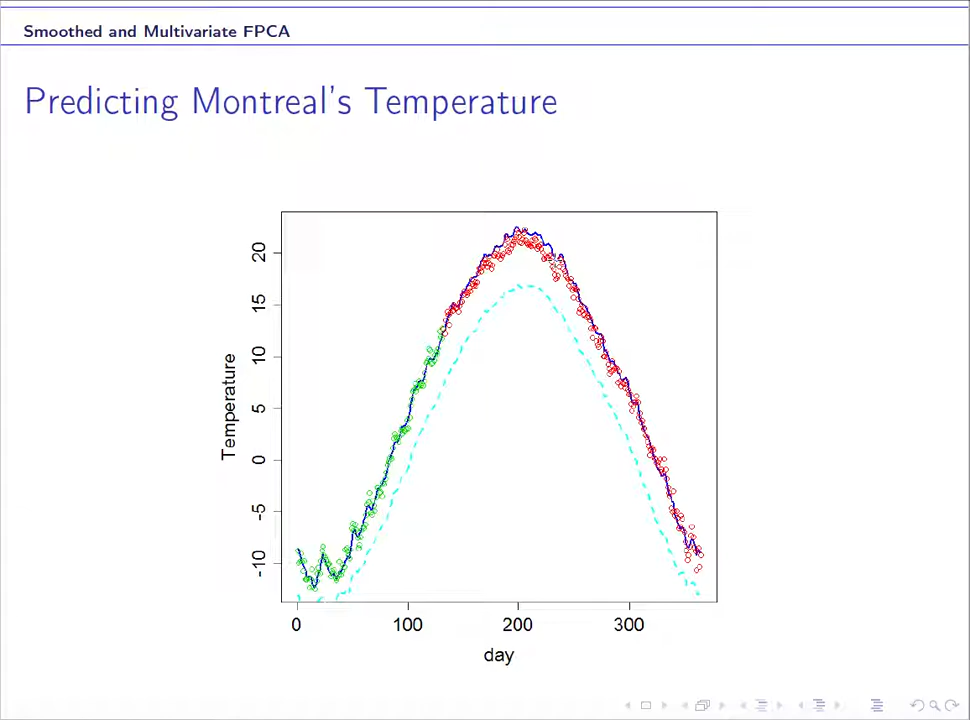 Smoothed and Multivariate FPCA
Predicting Montreal's Temperature
20
15
10
5
0
-5
-10
Temperature
0 100 200 300
day